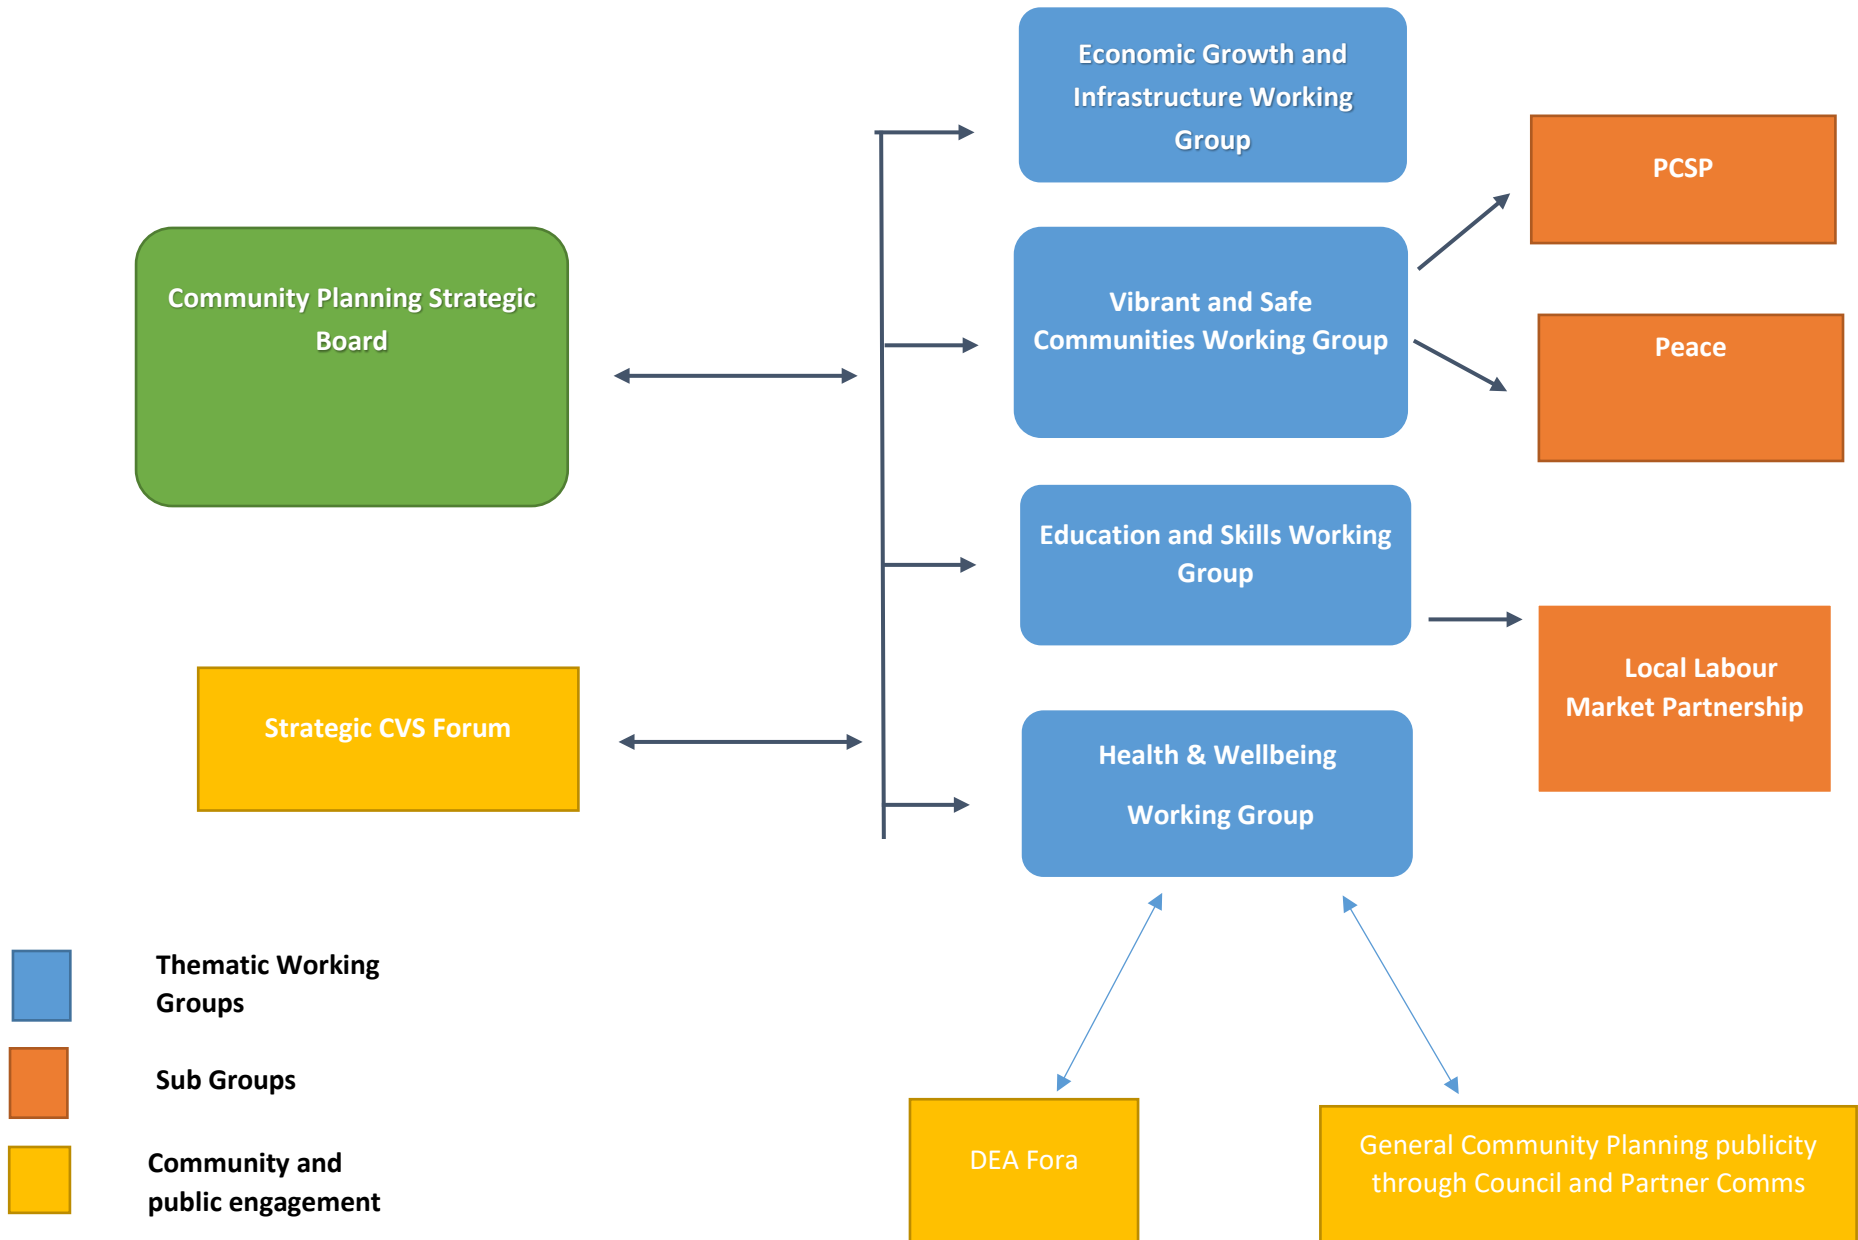 Economic Growth and
Infrastructure Working
Group
PCSP
Community Planning Strategic
Board
Vibrant and Safe
Communities Working Group
Peace
Education and Skills Working
Group
Local Labour
Market Partnership
Strategic CVS Forum
Health & Wellbeing
Working Group
Thematic Working
Groups
Sub Groups
Community and
public engagement
DEA Fora
General Community Planning publicity
through Council and Partner Comms